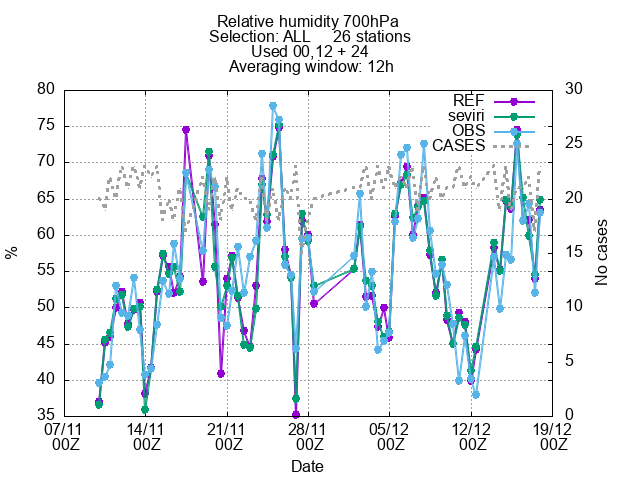 Relative humidity 700hPa
Selection: ALL 26 stations
Used 00,12 + 24
Averaging window: 12h
REF
seviri
OBS
CASES
80
75
70
65
60
55
50
45
40
35
%
30
25
20
15
10
5
0
No cases
07/11 14/11 21/11 28/11 05/12 12/12 19/12
00Z 00Z 00Z 00Z 00Z 00Z 00Z
Date